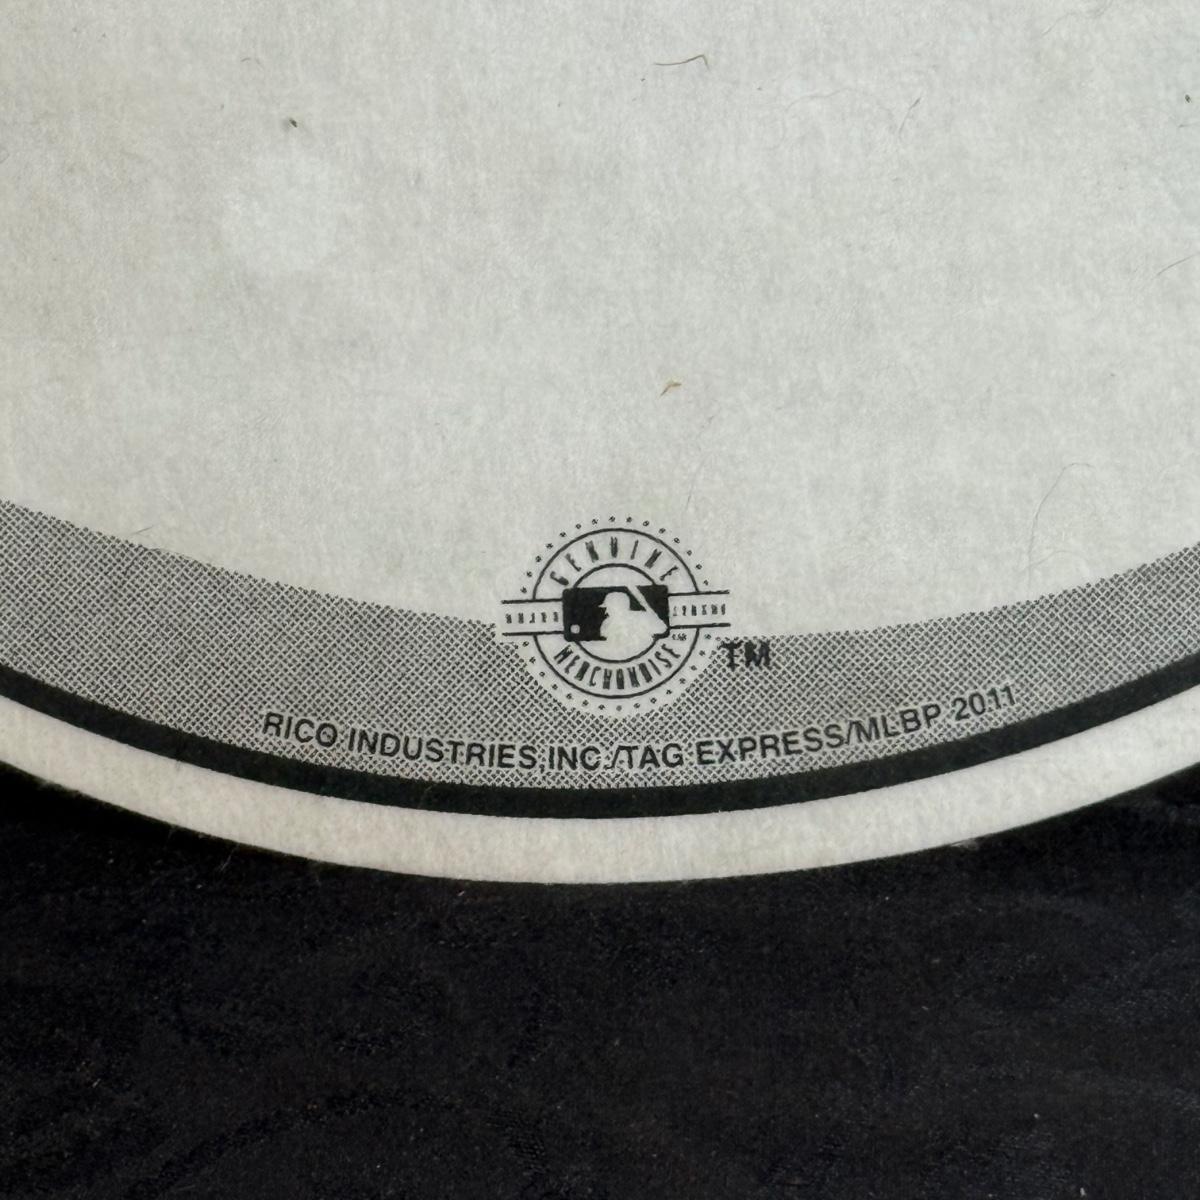 GENUINE
MERCHANDISE
TM
RICO INDUSTRIES,INC./TAG EXPRESS/MLBP 2011